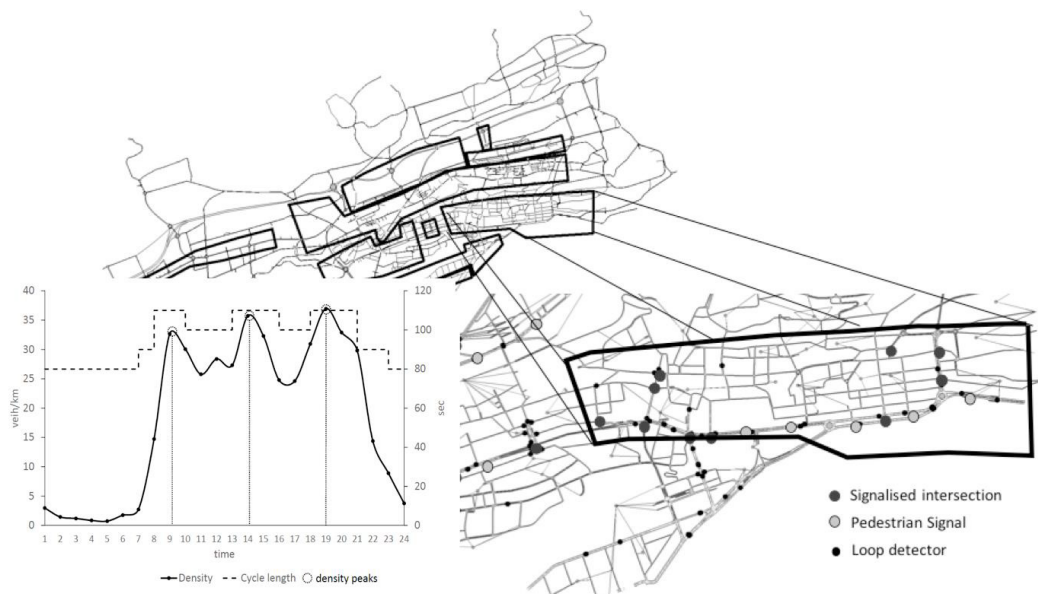 40
35
30
25
20
15
10
5
0
veih/km
120
100
80
60
40
20
0
sec
1 2 3 4 5 6 7 8 9 10 11 12 13 14 15 16 17 18 19 20 21 22 23 24
time
Density Cycle length density peaks
Signalised intersection
Pedestrian Signal
Loop detector